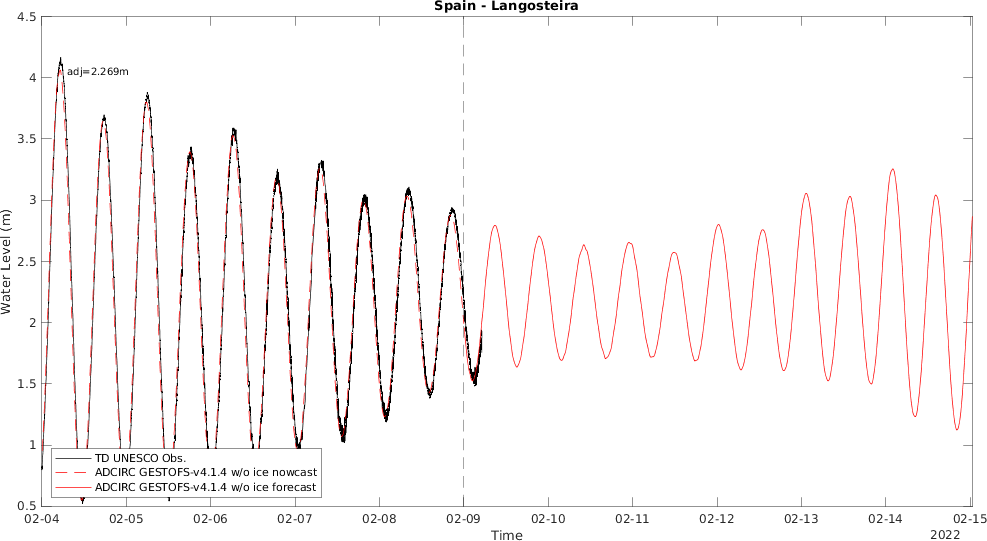 Spain - Langosteira
4.5
4
3.5
3
2.5
2
1.5
1
0.5
Water Level (m)
adj=2.269m
TD UNESCO Obs.
ADCIRC GESTOFS-v4.1.4 w/o ice nowcast
ADCIRC GESTOFS-v4.1.4 w/o ice forecast
02-04 02-05 02-06 02-07 02-08 02-09 02-10 02-11 02-12 02-13 02-14 02-15
Time
2022